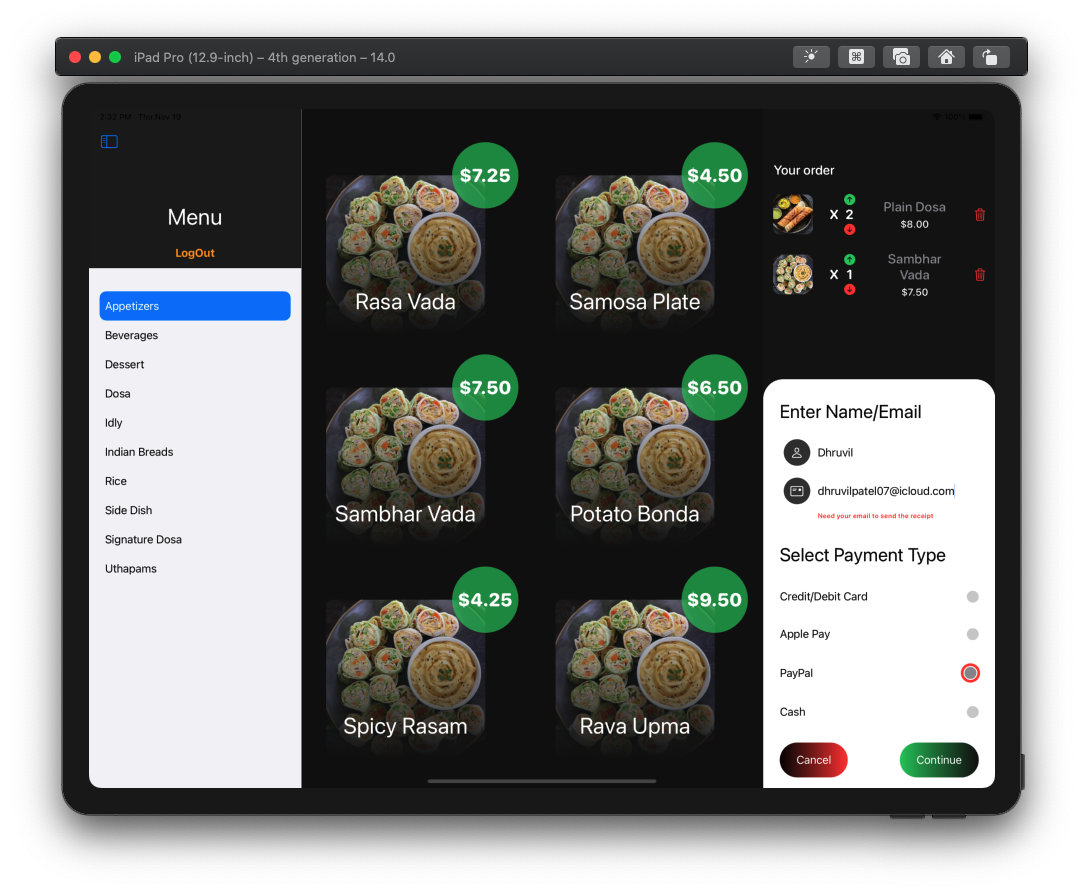 iPad Pro (12.9-inch) – 4th generation – 14.0
2:32 PM Thu Nov 19
100%
Menu
LogOut
Appetizers
Beverages
Dessert
Dosa
Idly
Indian Breads
Rice
Side Dish
Signature Dosa
Uthapams
$7.25
Rasa Vada
$4.50
Samosa Plate
$7.50
Sambhar Vada
$6.50
Potato Bonda
$4.25
Spicy Rasam
$9.50
Rava Upma
Your order
X 2
Plain Dosa
$8.00
X 1
Sambhar
Vada
$7.50
Enter Name/Email
Dhruvil
dhruvilpatel07@icloud.com
Need your email to send the receipt
Select Payment Type
Credit/Debit Card
Apple Pay
PayPal
Cash
Cancel
Continue